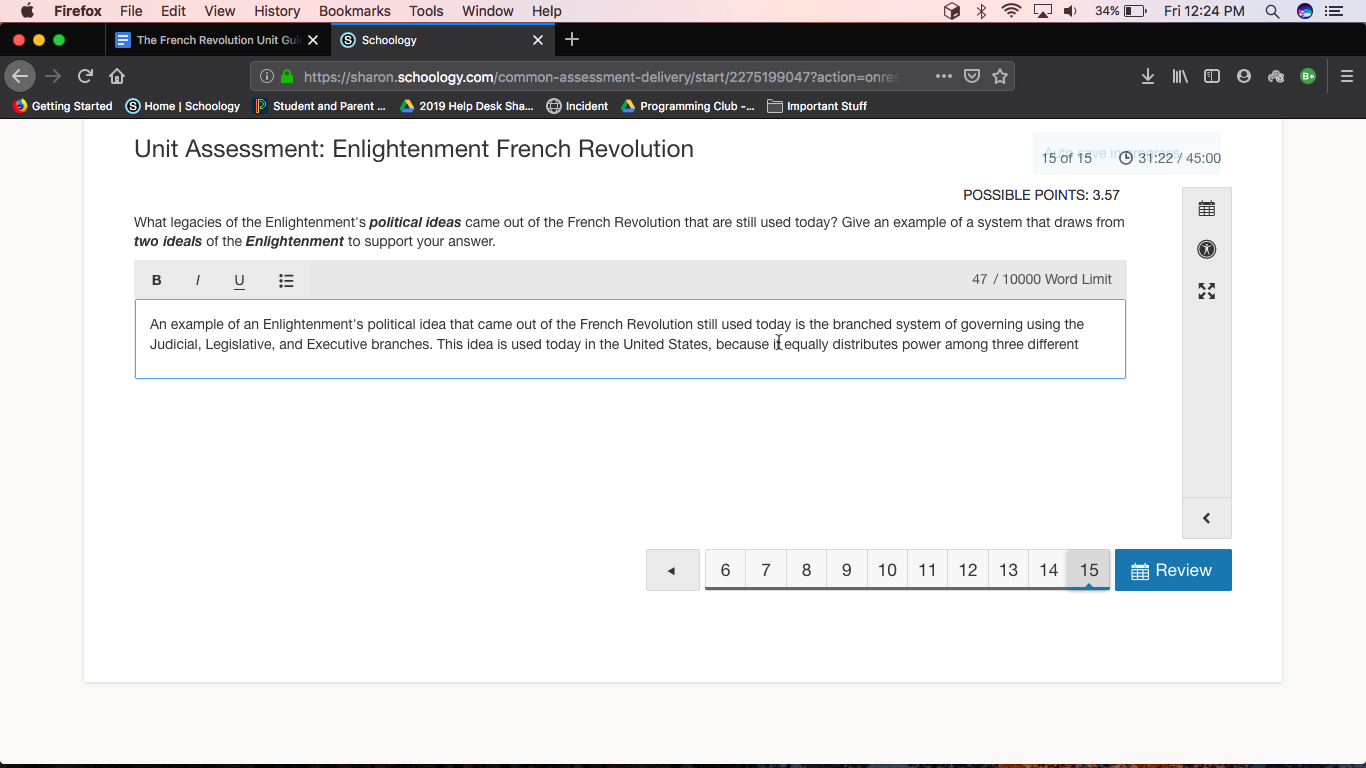 Firefox File Edit View History Bookmarks Tools Window Help 34% Fri 12:24 PM
The French Revolution Unit Gui Schoology
https://sharon.schoology.com/common-assessment-delivery/start/2275199047?action=onres
Getting Started Home | Schoology Student and Parent ... 2019 Help Desk Sha... Incident Programming Club -... Important Stuff
Unit Assessment: Enlightenment French Revolution
Auto save in progress
15 of 15 31:22 / 45:00
POSSIBLE POINTS: 3.57
What legacies of the Enlightenment's political ideas came out of the French Revolution that are still used today? Give an example of a system that draws from
two ideals of the Enlightenment to support your answer.
B I U 47 / 10000 Word Limit
An example of an Enlightenment's political idea that came out of the French Revolution still used today is the branched system of governing using the
Judicial, Legislative, and Executive branches. This idea is used today in the United States, because it equally distributes power among three different
6 7 8 9 10 11 12 13 14 15 Review